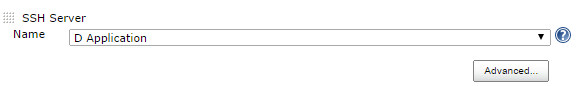 SSH Server
Name D Application ?
Advanced...